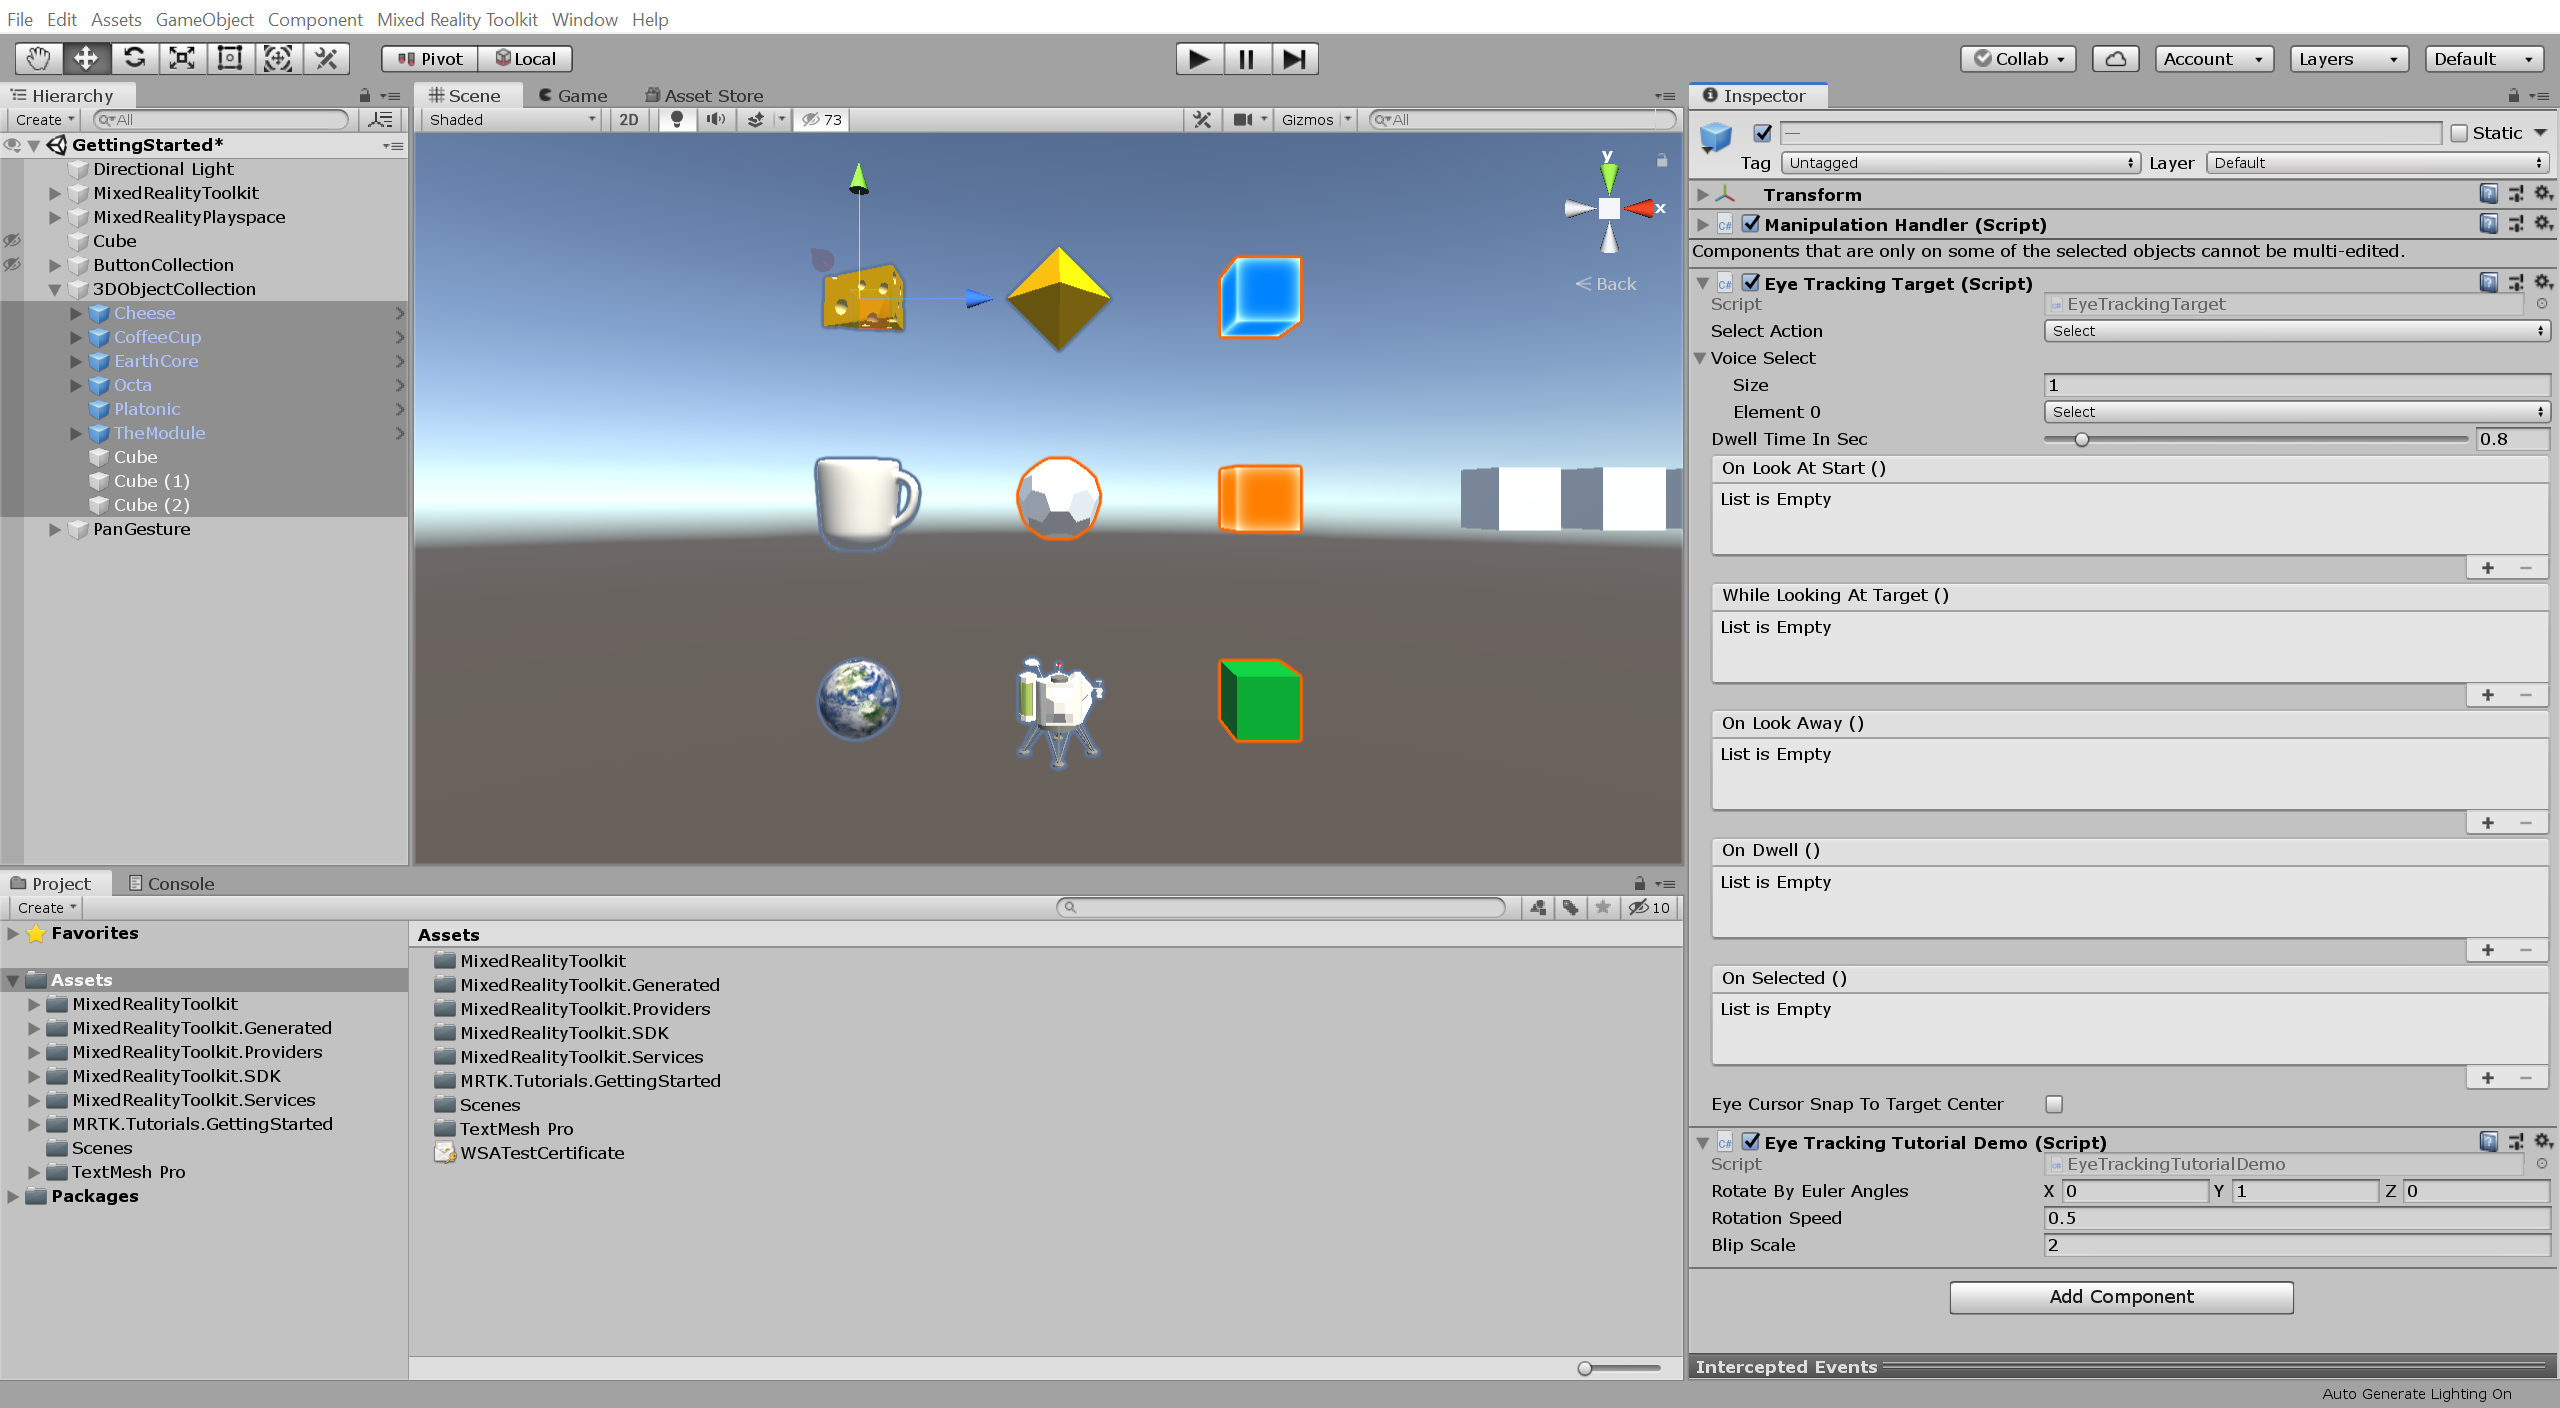 File Edit Assets GameObject Component Mixed Reality Toolkit Window Help
Pivot Local
Collab Account Layers Default
Hierarchy
Create All
GettingStarted*
Directional Light
MixedRealityToolkit
MixedRealityPlayspace
Cube
ButtonCollection
3DObjectCollection
Cheese
CoffeeCup
EarthCore
Octa
Platonic
TheModule
Cube
Cube (1)
Cube (2)
PanGesture
Scene Game Asset Store
Shaded 2D 73 Gizmos All
y
x
< Back
Inspector
— Static
Tag Untagged Layer Default
Transform
Manipulation Handler (Script)
Components that are only on some of the selected objects cannot be multi-edited.
Eye Tracking Target (Script)
Script EyeTrackingTarget
Select Action Select
Voice Select
Size 1
Element 0 Select
Dwell Time In Sec 0.8
On Look At Start ()
List is Empty
+ −
While Looking At Target ()
List is Empty
+ −
On Look Away ()
List is Empty
+ −
On Dwell ()
List is Empty
+ −
On Selected ()
List is Empty
+ −
Eye Cursor Snap To Target Center
Eye Tracking Tutorial Demo (Script)
Script EyeTrackingTutorialDemo
Rotate By Euler Angles X 0 Y 1 Z 0
Rotation Speed 0.5
Blip Scale 2
Add Component
Intercepted Events
Project Console
Create 10
Favorites
Assets
MixedRealityToolkit
MixedRealityToolkit.Generated
MixedRealityToolkit.Providers
MixedRealityToolkit.SDK
MixedRealityToolkit.Services
MRTK.Tutorials.GettingStarted
Scenes
TextMesh Pro
Packages
Assets
MixedRealityToolkit
MixedRealityToolkit.Generated
MixedRealityToolkit.Providers
MixedRealityToolkit.SDK
MixedRealityToolkit.Services
MRTK.Tutorials.GettingStarted
Scenes
TextMesh Pro
WSATestCertificate
Auto Generate Lighting On